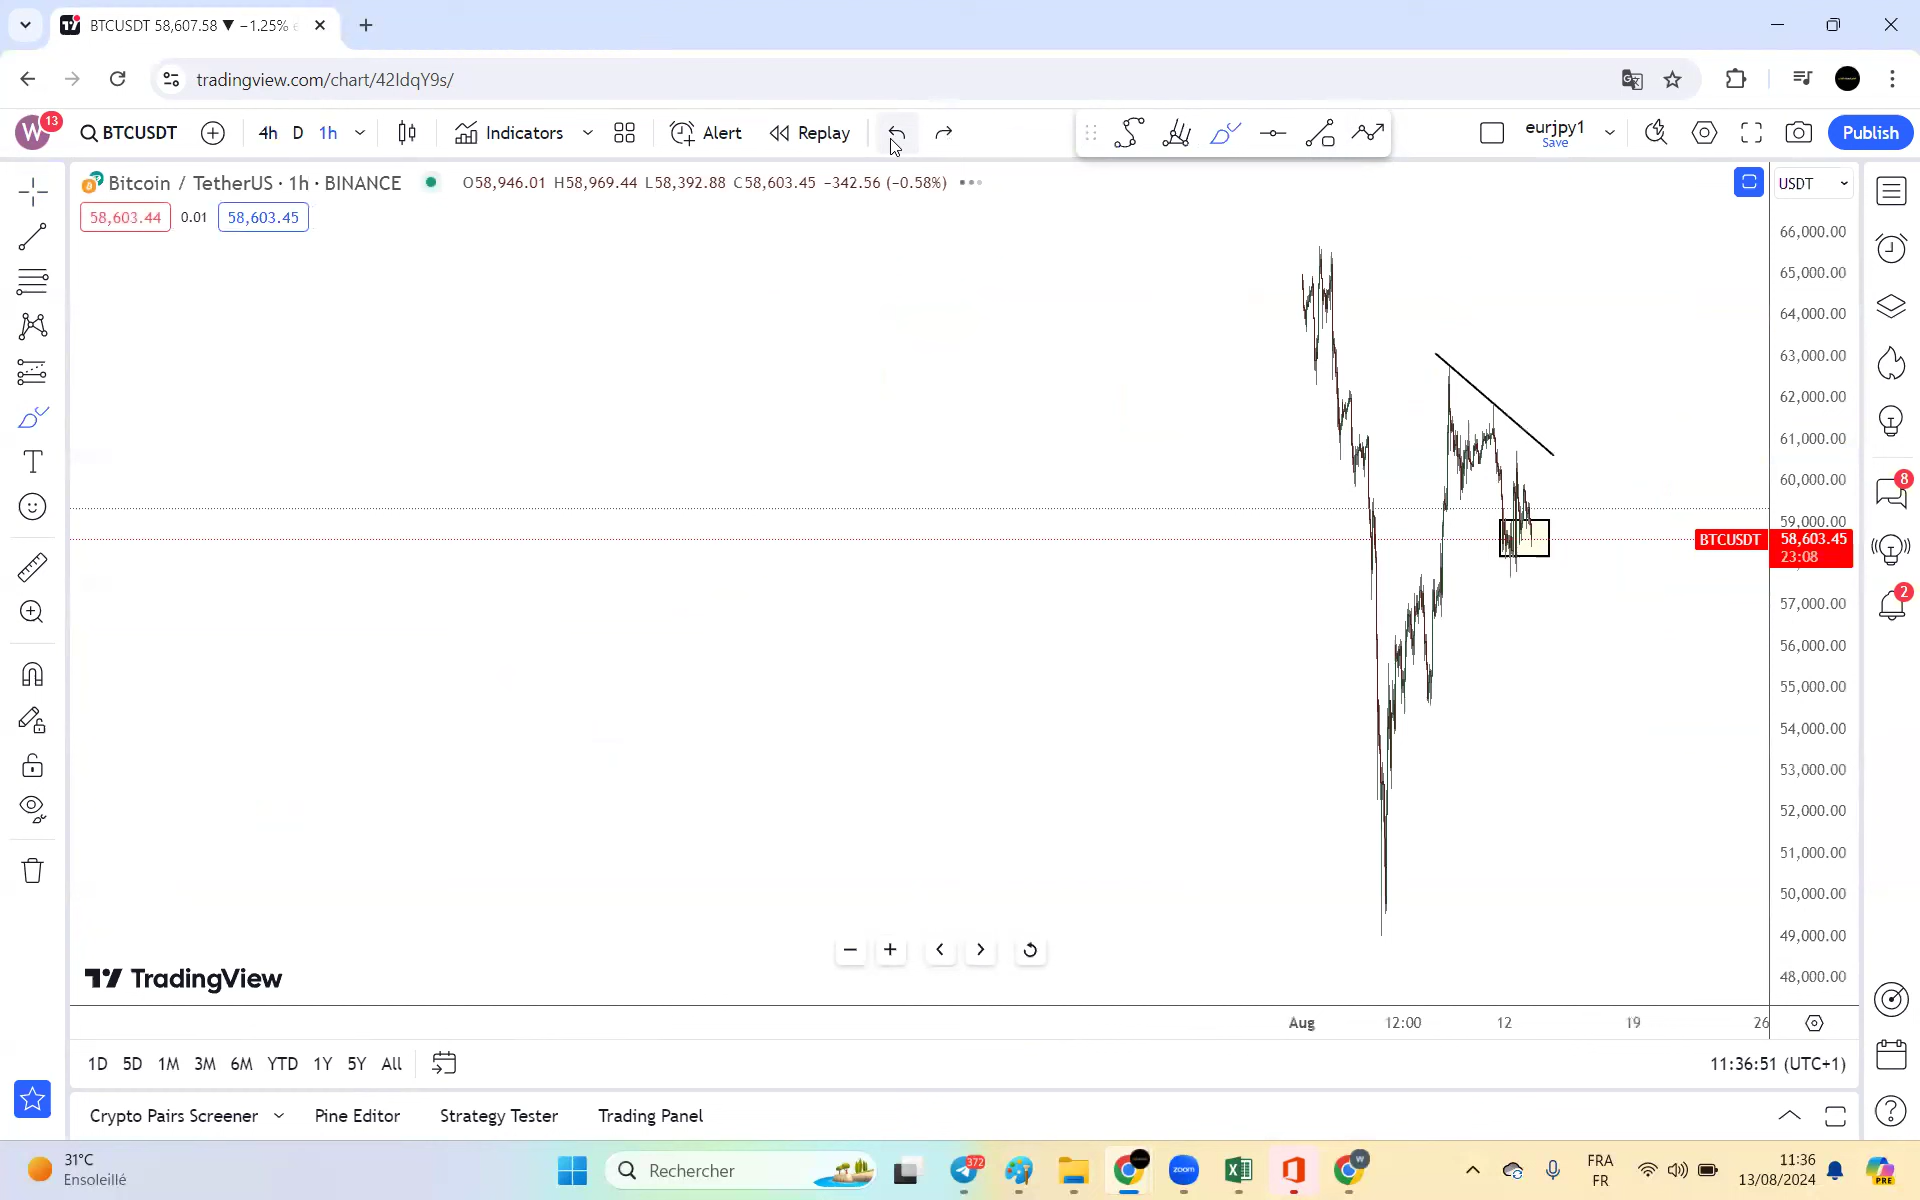 BTCUSDT 58,607.58 ▼ −1.25%
tradingview.com/chart/42IdqY9s/
W 13
BTCUSDT 4h D 1h Indicators Alert Replay
eurjpy1
Save
Publish
Bitcoin / TetherUS · 1h · BINANCE O58,946.01 H58,969.44 L58,392.88 C58,603.45 −342.56 (−0.58%)
USDT
58,603.44 0.01 58,603.45
66,000.00
65,000.00
64,000.00
63,000.00
62,000.00
61,000.00
60,000.00
59,000.00
BTCUSDT 58,603.45
23:08
57,000.00
56,000.00
55,000.00
54,000.00
53,000.00
52,000.00
51,000.00
50,000.00
49,000.00
48,000.00
8
2
TradingView
Aug 12:00 12 19 26
1D 5D 1M 3M 6M YTD 1Y 5Y All
11:36:51 (UTC+1)
Crypto Pairs Screener Pine Editor Strategy Tester Trading Panel
31°C
Ensoleillé
Rechercher
372
zoom
W
FRA
FR
11:36
13/08/2024
PRE